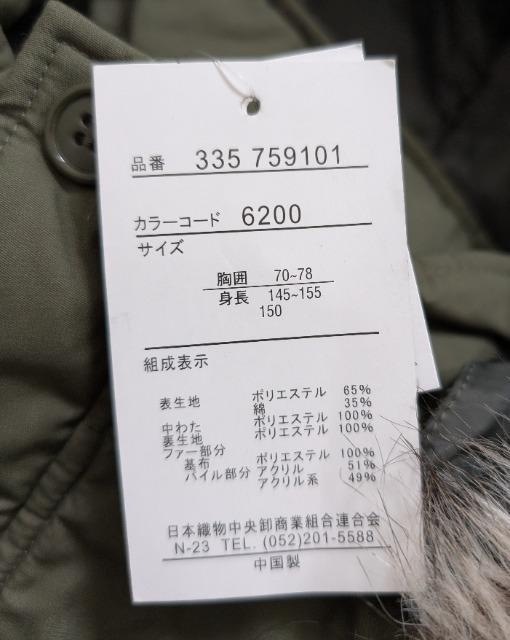 品番 335 759101
カラーコード 6200
サイズ
胸囲 70~78
身長 145~155
150
組成表示
表生地 ポリエステル 65%
綿 35%
中わた ポリエステル 100%
裏生地 ポリエステル 100%
ファー部分
基布 ポリエステル 100%
パイル部分 アクリル 51%
アクリル系 49%
日本織物中央卸商業組合連合会
N-23 TEL. (052)201-5588
中国製